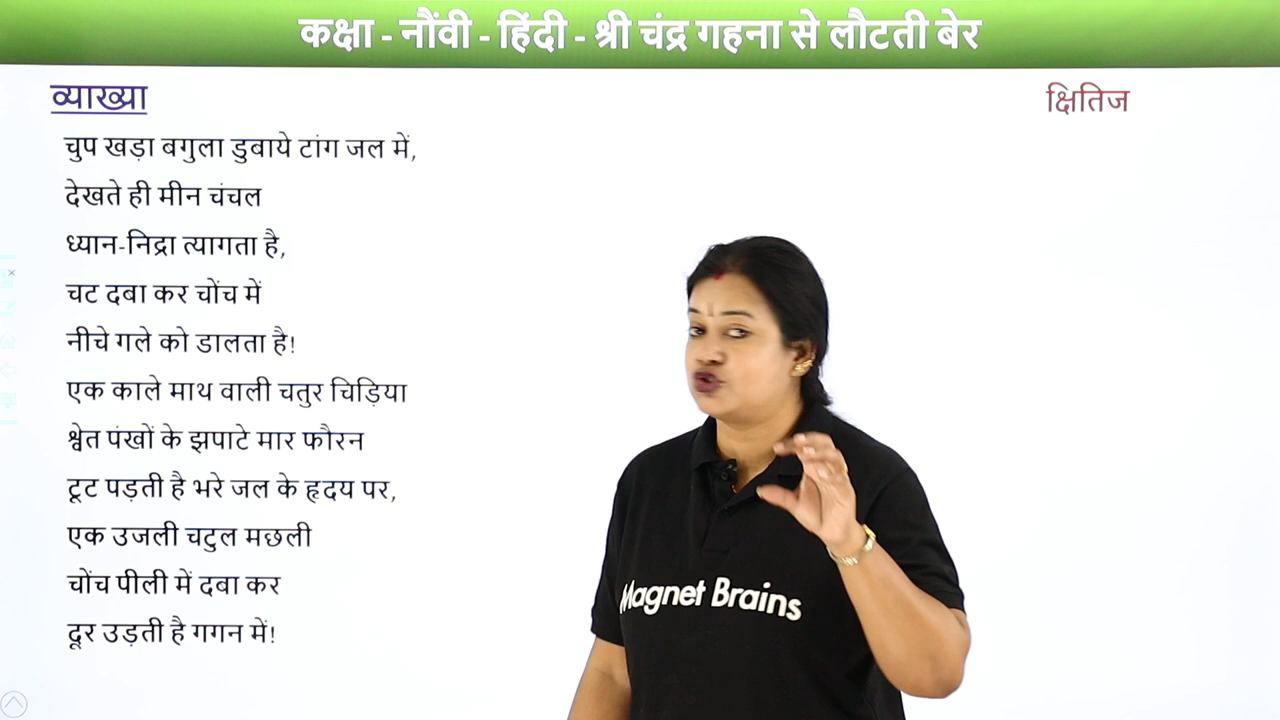 कक्षा - नौंवी - हिंदी - श्री चंद्र गहना से लौटती बेर
व्याख्या
क्षितिज
चुप खड़ा बगुला डुबाये टांग जल में,
देखते ही मीन चंचल
ध्यान-निद्रा त्यागता है,
चट दबा कर चोंच में
नीचे गले को डालता है!
एक काले माथ वाली चतुर चिड़िया
श्वेत पंखों के झपाटे मार फौरन
टूट पड़ती है भरे जल के हृदय पर,
एक उजली चटुल मछली
चोंच पीली में दबा कर
दूर उड़ती है गगन में!
Magnet Brains